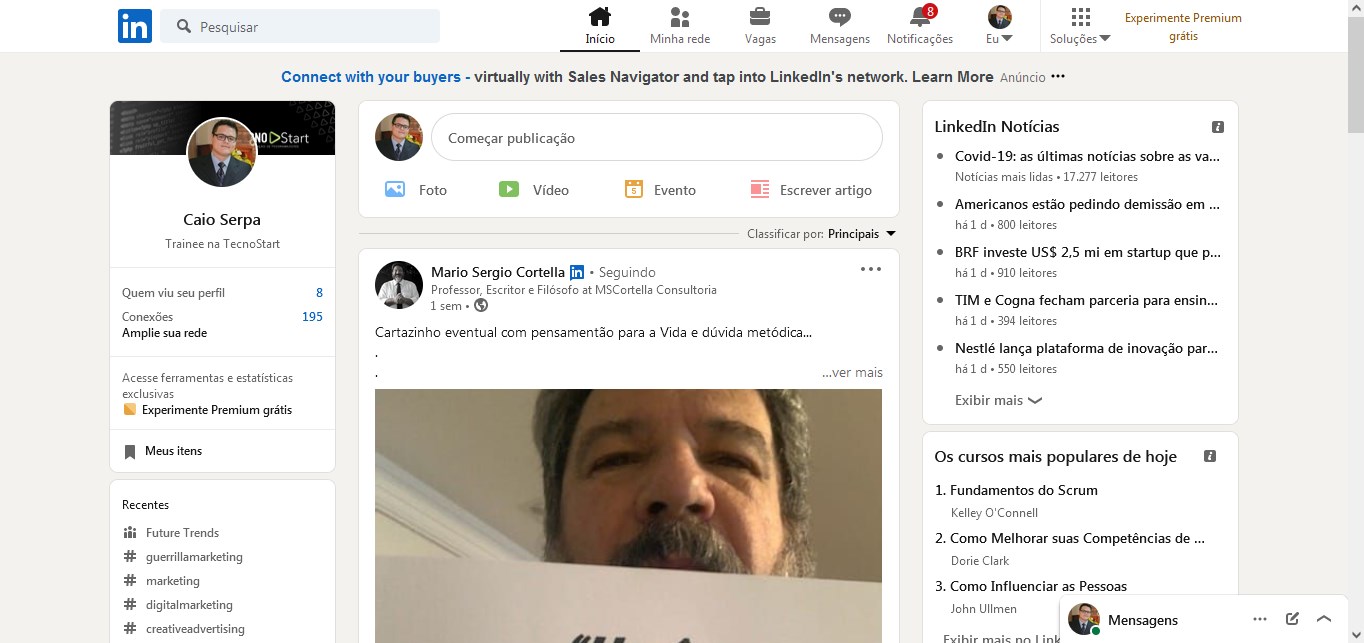 in
Pesquisar
Início
Minha rede
Vagas
Mensagens
8
Notificações
Eu
Soluções
Experimente Premium
grátis
Connect with your buyers - virtually with Sales Navigator and tap into LinkedIn's network. Learn More Anúncio
Start
Caio Serpa
Trainee na TecnoStart
Quem viu seu perfil 8
Conexões 195
Amplie sua rede
Acesse ferramentas e estatísticas
exclusivas
Experimente Premium grátis
Meus itens
Recentes
Future Trends
# guerrillamarketing
# marketing
# digitalmarketing
# creativeadvertising
Começar publicação
Foto
Vídeo
Evento
Escrever artigo
Classificar por: Principais
Mario Sergio Cortella in • Seguindo
Professor, Escritor e Filósofo at MSCortella Consultoria
1 sem •
Cartazinho eventual com pensamentão para a Vida e dúvida metódica...
.
.
...ver mais
LinkedIn Notícias
• Covid-19: as últimas notícias sobre as va...
Notícias mais lidas • 17.277 leitores
• Americanos estão pedindo demissão em ...
há 1 d • 800 leitores
• BRF investe US$ 2,5 mi em startup que p...
há 1 d • 910 leitores
• TIM e Cogna fecham parceria para ensin...
há 1 d • 394 leitores
• Nestlé lança plataforma de inovação par...
há 1 d • 550 leitores
Exibir mais
Os cursos mais populares de hoje
1. Fundamentos do Scrum
Kelley O'Connell
2. Como Melhorar suas Competências de ...
Dorie Clark
3. Como Influenciar as Pessoas
John Ullmen
Exibir mais no
Mensagens